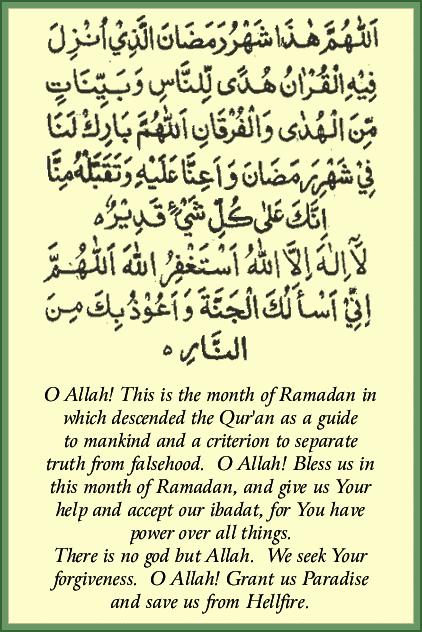 اَللّٰهُمَّ هٰذَا شَهْرُ رَمَضَانَ الَّذِيْ اُنْزِلَ
فِيْهِ الْقُرْاٰنُ هُدًى لِّلنَّاسِ وَبَيِّنَاتٍ
مِّنَ الْهُدٰى وَالْفُرْقَانِ اَللّٰهُمَّ بَارِكْ لَنَا
فِيْ شَهْرِ رَمَضَانَ وَاَعِنَّا عَلَيْهِ وَتَقَبَّلْهُ مِنَّا
اِنَّكَ عَلٰى كُلِّ شَيْءٍ قَدِيْرٌ ه
لَآ اِلٰهَ اِلَّا اللهُ اَسْتَغْفِرُ اللهَ اَللّٰهُمَّ
اِنِّيْ اَسْأَلُكَ الْجَنَّةَ وَاَعُوْذُ بِكَ مِنَ
النَّارِ ه
O Allah! This is the month of Ramadan in
which descended the Qur'an as a guide
to mankind and a criterion to separate
truth from falsehood. O Allah! Bless us in
this month of Ramadan, and give us Your
help and accept our ibadat, for You have
power over all things.
There is no god but Allah. We seek Your
forgiveness. O Allah! Grant us Paradise
and save us from Hellfire.